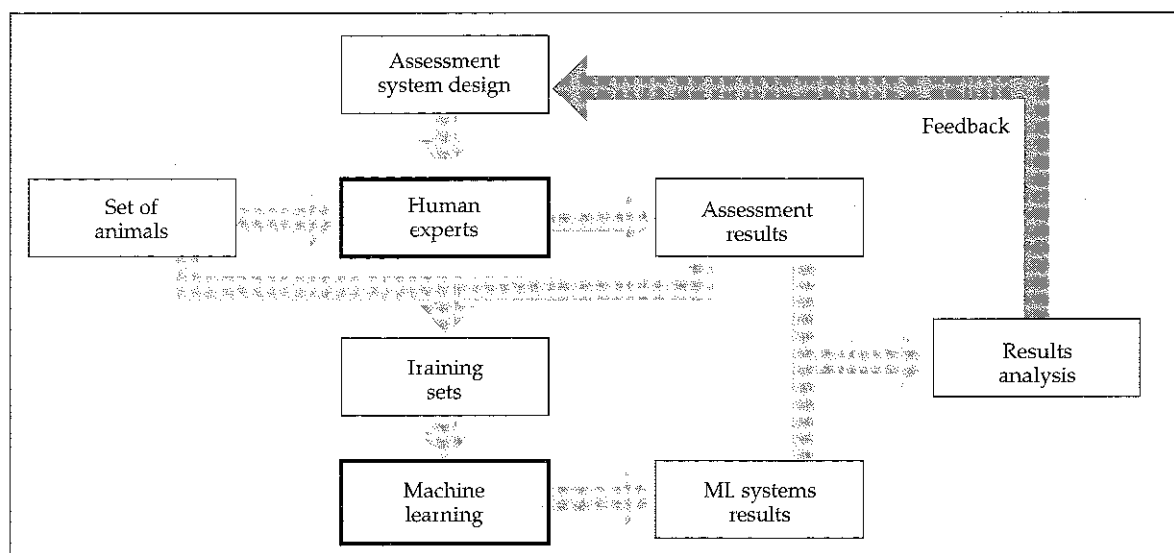 Assessment
system design
Feedback
Set of
animals
Human
experts
Assessment
results
Training
sets
Results
analysis
Machine
learning
ML systems
results